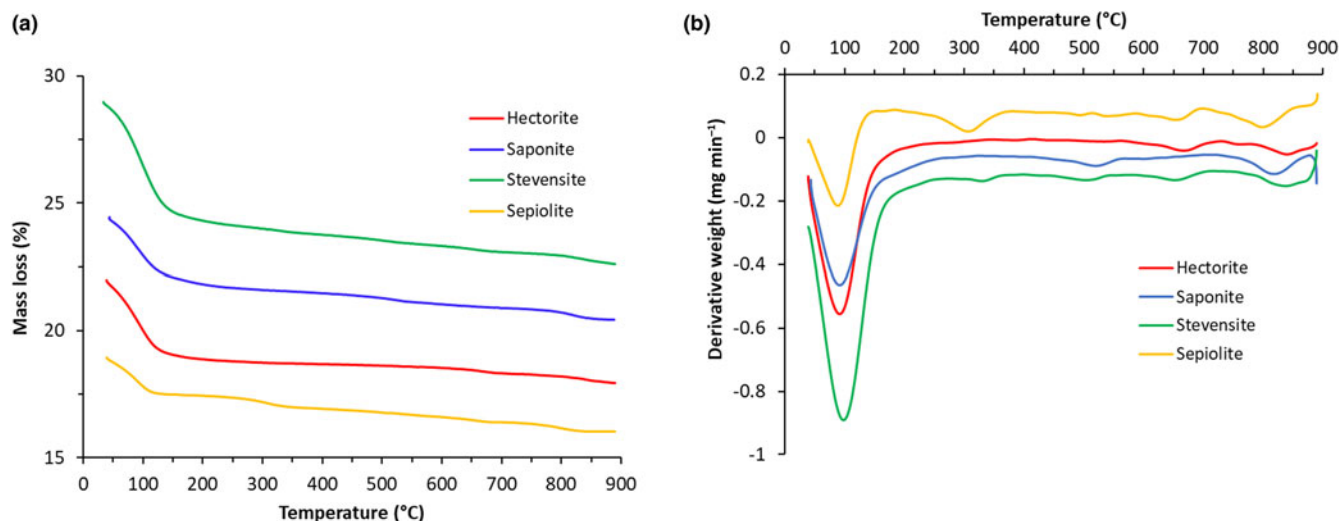 (a)
30
25
20
15
Mass loss (%)
Hectorite
Saponite
Stevensite
Sepiolite
0 100 200 300 400 500 600 700 800 900
Temperature (°C)
(b)
Temperature (°C)
0 100 200 300 400 500 600 700 800 900
0.2
0
-0.2
-0.4
-0.6
-0.8
-1
Derivative weight (mg min⁻¹)
Hectorite
Saponite
Stevensite
Sepiolite